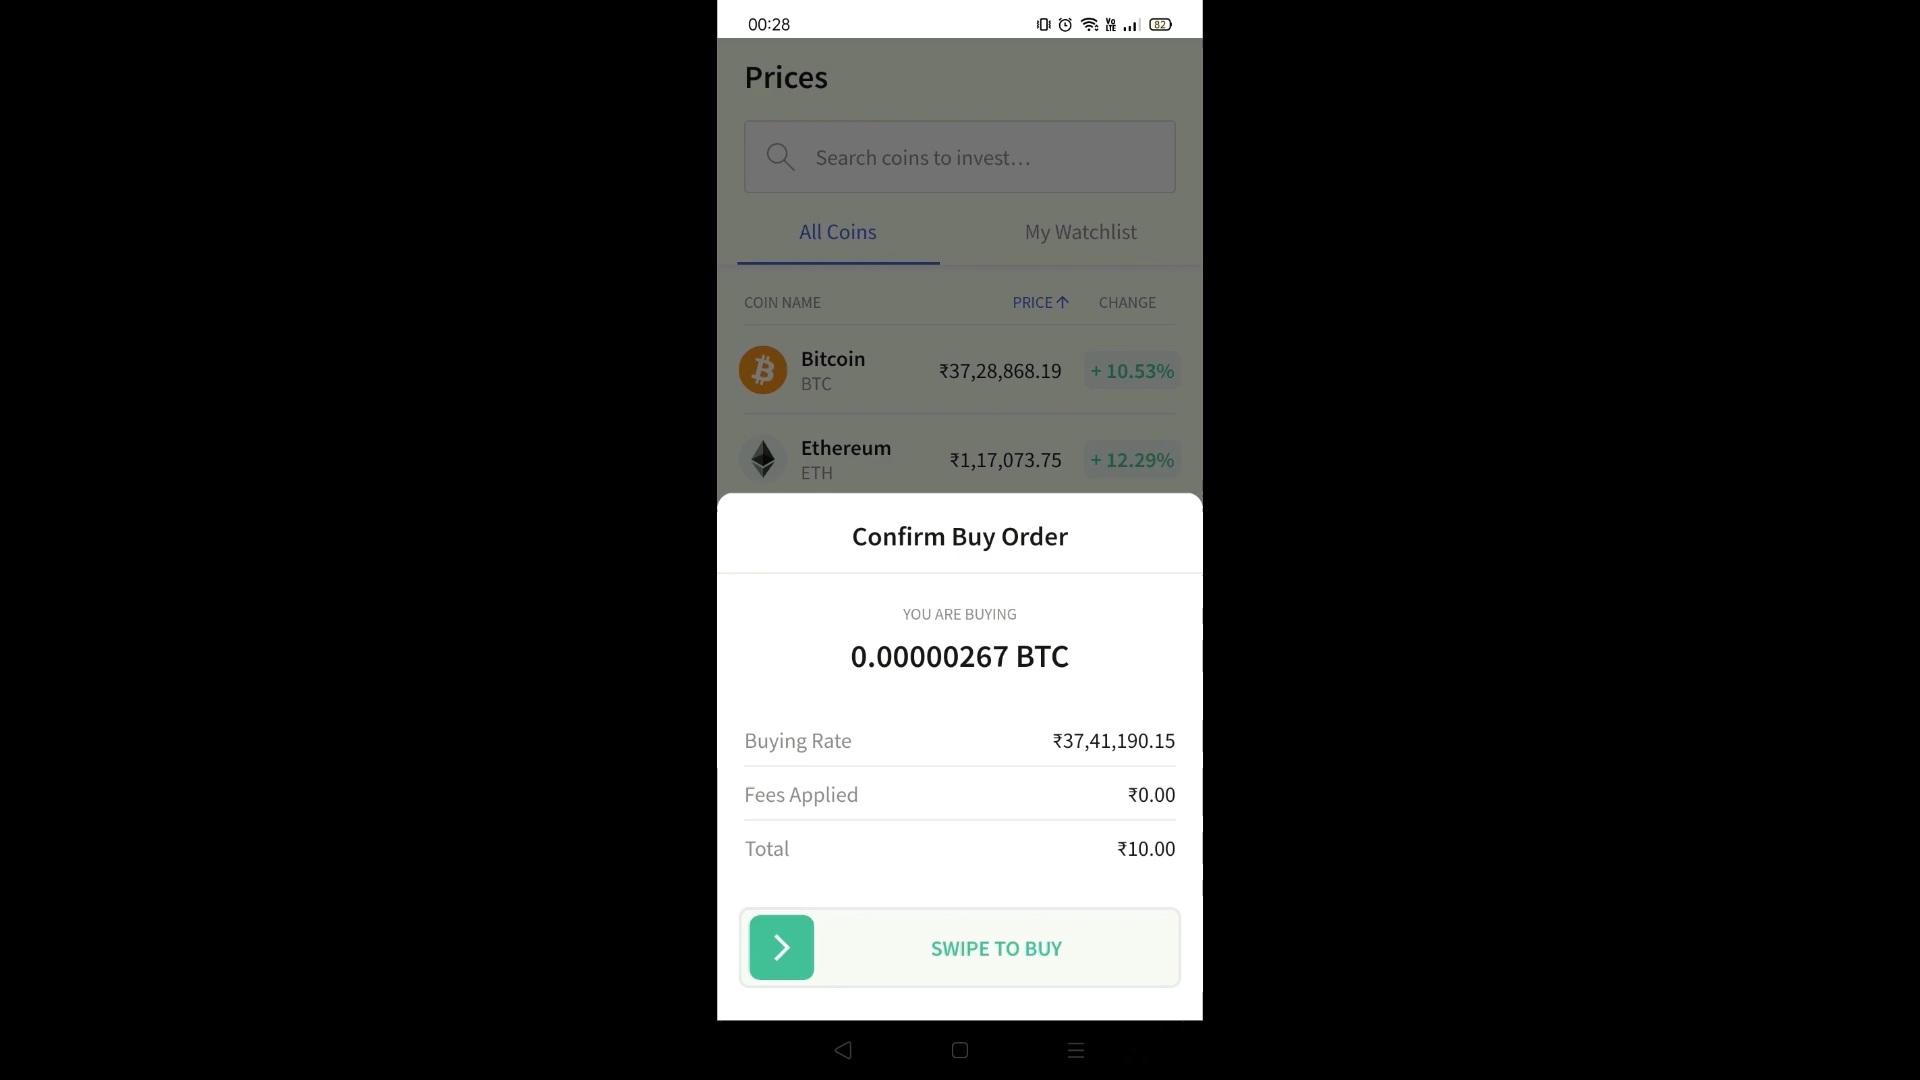 00:28
82
Prices
Search coins to invest...
All Coins My Watchlist
COIN NAME PRICE↑ CHANGE
Bitcoin
BTC
₹37,28,868.19 + 10.53%
Ethereum
ETH
₹1,17,073.75 + 12.29%
Confirm Buy Order
YOU ARE BUYING
0.00000267 BTC
Buying Rate ₹37,41,190.15
Fees Applied ₹0.00
Total ₹10.00
SWIPE TO BUY